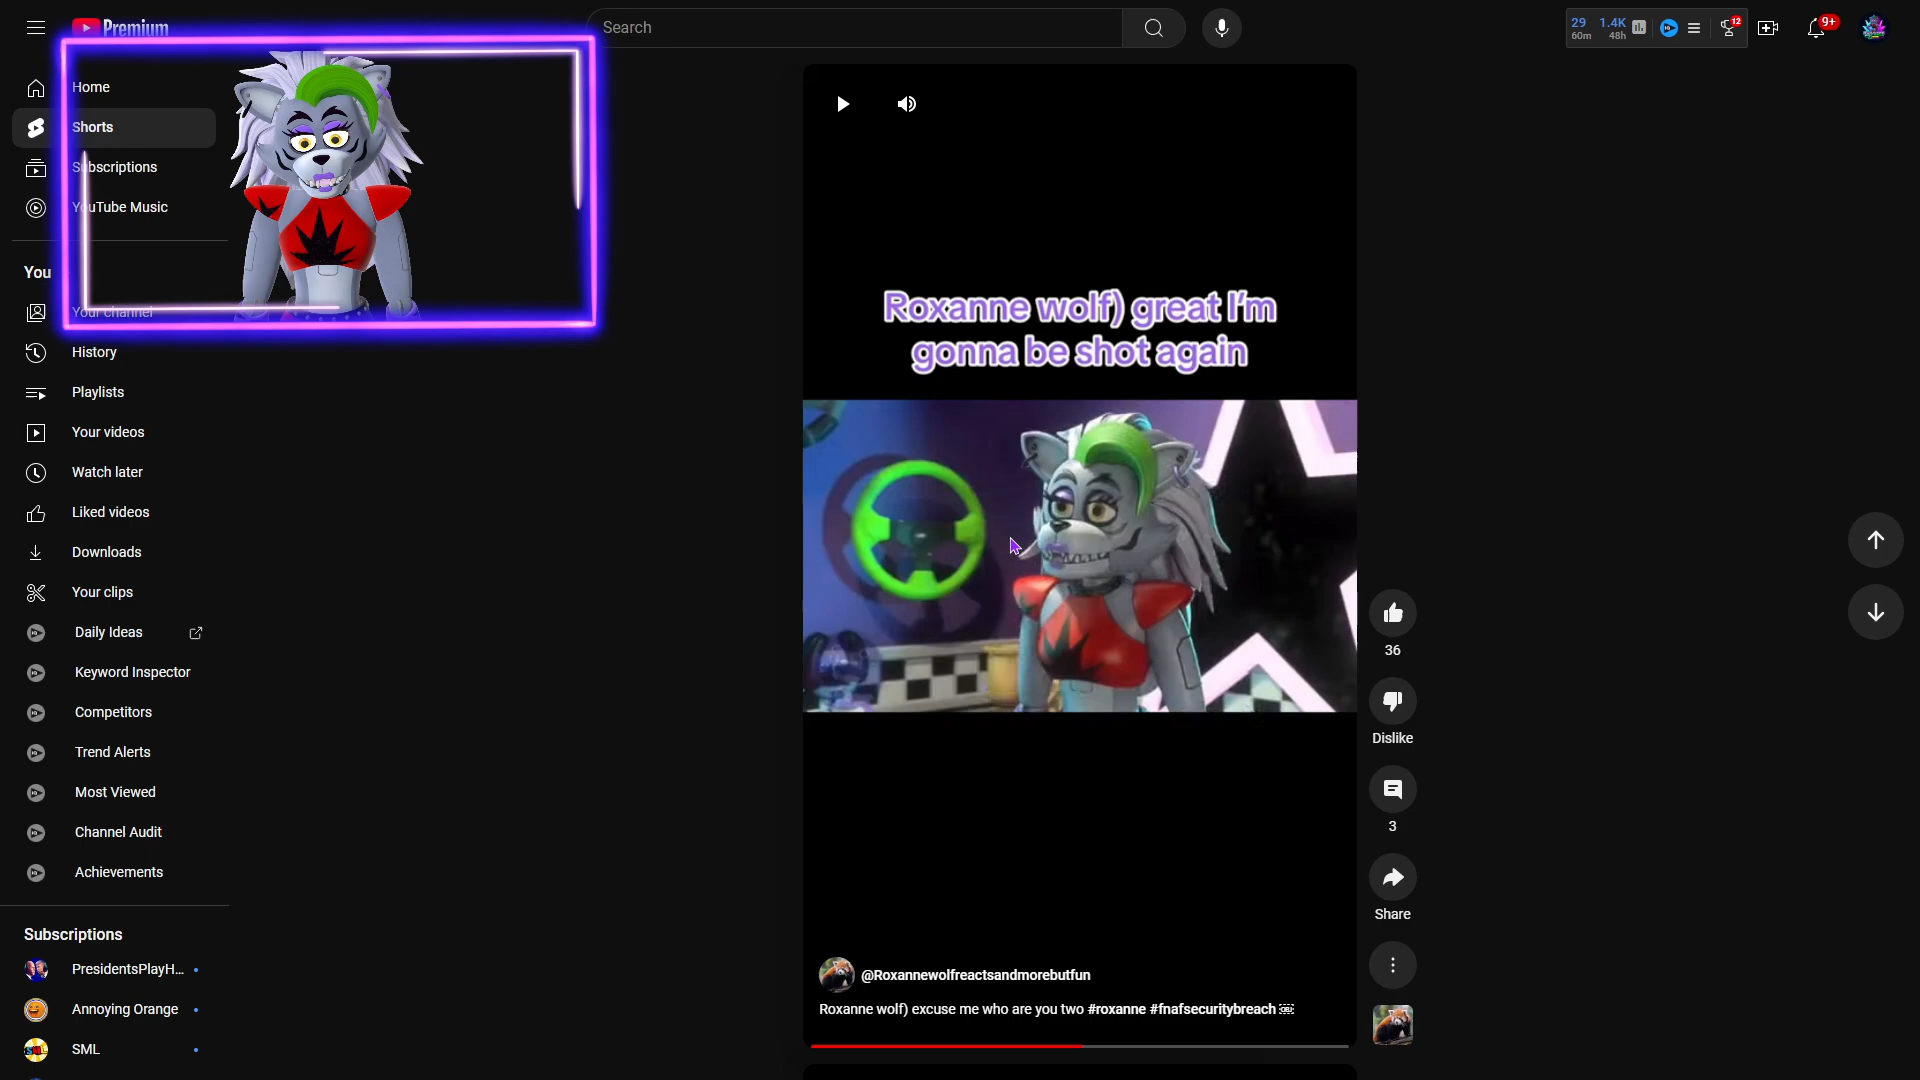 Premium
Search
29
60m
1.4K
48h
12
9+
Home
Shorts
Subscriptions
YouTube Music
You
Your channel
History
Playlists
Your videos
Watch later
Liked videos
Downloads
Your clips
Daily Ideas
Keyword Inspector
Competitors
Trend Alerts
Most Viewed
Channel Audit
Achievements
Subscriptions
PresidentsPlayH...
Annoying Orange
SML
Roxanne wolf) great I'm
gonna be shot again
36
Dislike
3
Share
@Roxannewolfreactsandmorebutfun
Roxanne wolf) excuse me who are you two #roxanne #fnafsecuritybreach